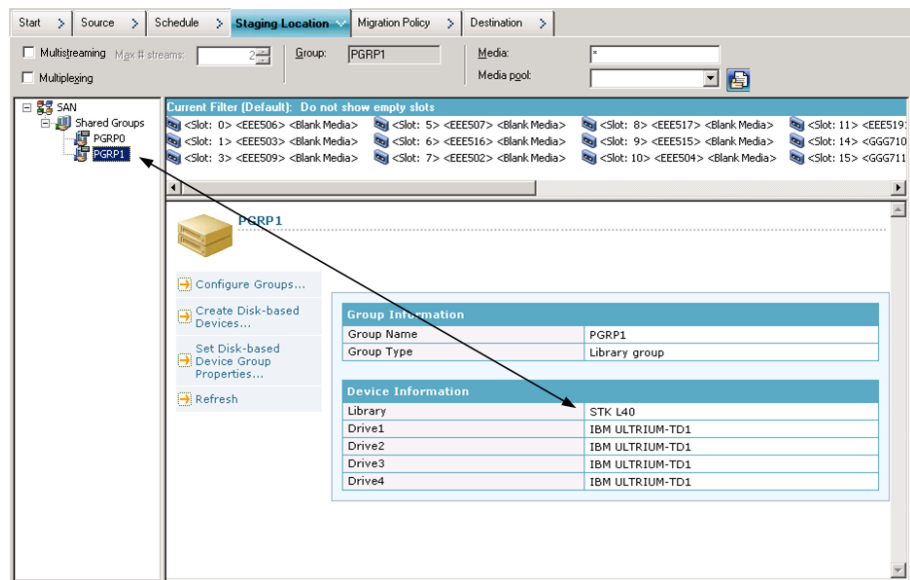 Start > Source > Schedule > Staging Location Migration Policy > Destination >
Multistreaming Max # streams: 2 Group: PGRP1 Media: *
Multiplexing Media pool:
SAN
Shared Groups
PGRP0
PGRP1
Current Filter (Default): Do not show empty slots
<Slot: 0> <EEE506> <Blank Media> <Slot: 5> <EEE507> <Blank Media> <Slot: 8> <EEE517> <Blank Media> <Slot: 11> <EEE519
<Slot: 1> <EEE503> <Blank Media> <Slot: 6> <EEE516> <Blank Media> <Slot: 9> <EEE515> <Blank Media> <Slot: 14> <GGG710
<Slot: 3> <EEE509> <Blank Media> <Slot: 7> <EEE502> <Blank Media> <Slot: 10> <EEE504> <Blank Media> <Slot: 15> <GGG711
PGRP1
Configure Groups...
Create Disk-based
Devices...
Set Disk-based
Device Group
Properties...
Refresh
Group Information
Group Name PGRP1
Group Type Library group
Device Information
Library STK L40
Drive1 IBM ULTRIUM-TD1
Drive2 IBM ULTRIUM-TD1
Drive3 IBM ULTRIUM-TD1
Drive4 IBM ULTRIUM-TD1